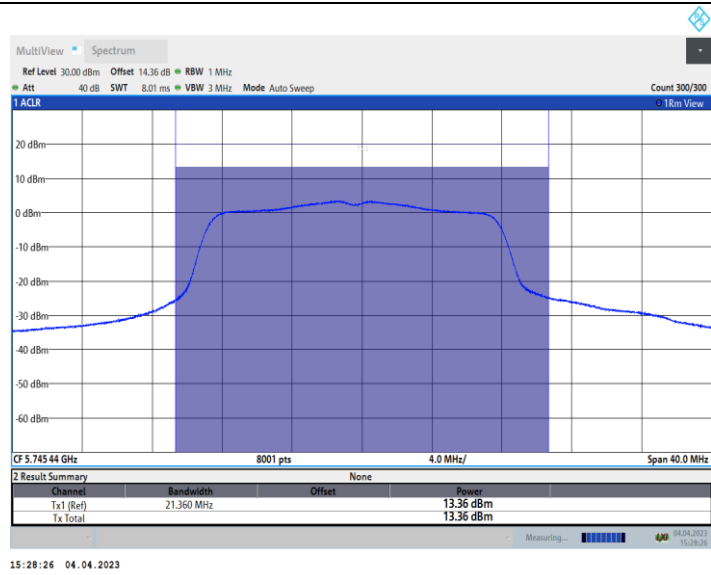 MultiView Spectrum
Ref Level 30.00 dBm Offset 14.36 dB RBW 1 MHz
Att 40 dB SWT 8.01 ms VBW 3 MHz Mode Auto Sweep Count 300/300
1 ACLR 1Rm View
20 dBm
10 dBm
0 dBm
-10 dBm
-20 dBm
-30 dBm
-40 dBm
-50 dBm
-60 dBm
CF 5.745 44 GHz 8001 pts 4.0 MHz/ Span 40.0 MHz
2 Result Summary None
Channel Bandwidth Offset Power
Tx1 (Ref) 21.360 MHz 13.36 dBm
Tx Total 13.36 dBm
Measuring... 04.04.2023
15:28:26
15:28:26 04.04.2023